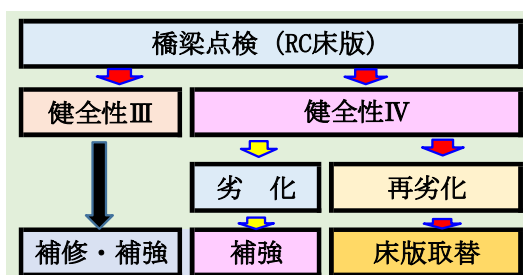 橋梁点検（RC床版）
健全性Ⅲ
健全性Ⅳ
劣　化
再劣化
補修・補強
補強
床版取替